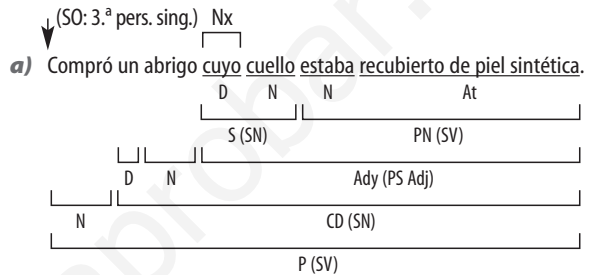 (SO: 3.ª pers. sing.) Nx
a) Compró un abrigo cuyo cuello estaba recubierto de piel sintética.
D N N At
S (SN) PN (SV)
D N Ady (PS Adj)
N CD (SN)
P (SV)